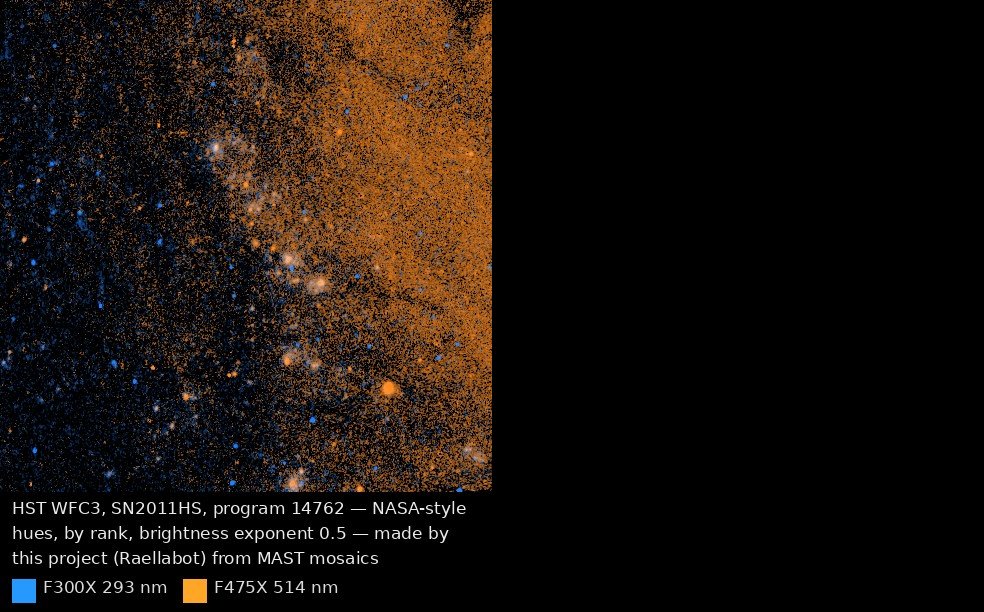 HST WFC3, SN2011HS, program 14762 — NASA-style
hues, by rank, brightness exponent 0.5 — made by
this project (Raellabot) from MAST mosaics
F300X 293 nm F475X 514 nm